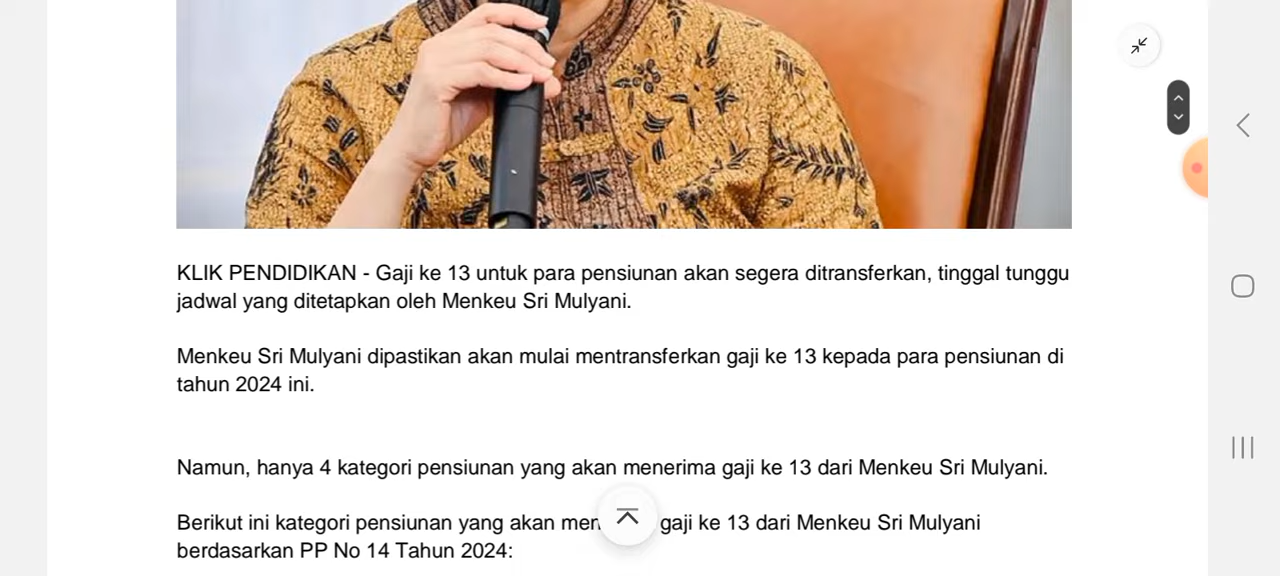 KLIK PENDIDIKAN - Gaji ke 13 untuk para pensiunan akan segera ditransferkan, tinggal tunggu
jadwal yang ditetapkan oleh Menkeu Sri Mulyani.
Menkeu Sri Mulyani dipastikan akan mulai mentransferkan gaji ke 13 kepada para pensiunan di
tahun 2024 ini.
Namun, hanya 4 kategori pensiunan yang akan menerima gaji ke 13 dari Menkeu Sri Mulyani.
Berikut ini kategori pensiunan yang akan gaji ke 13 dari Menkeu Sri Mulyani
berdasarkan PP No 14 Tahun 2024: